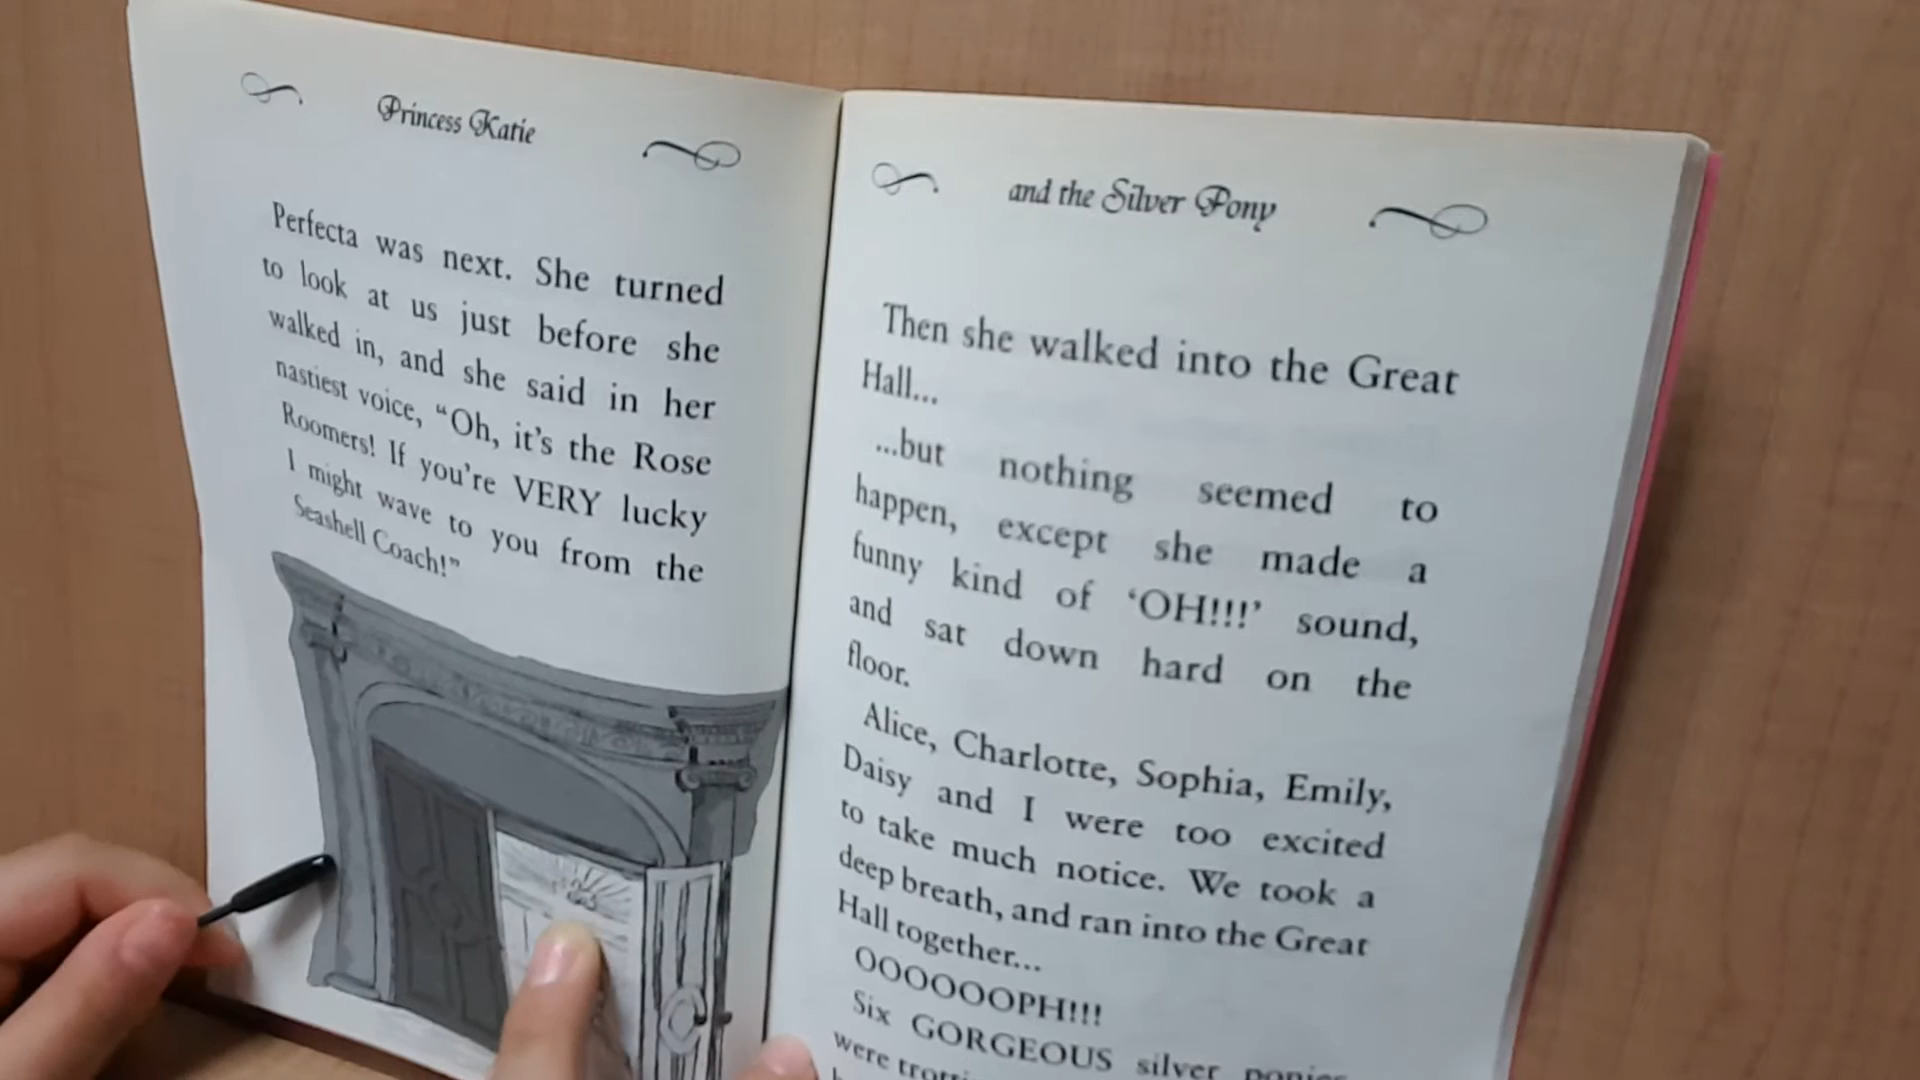 Princess Katie
Perfecta was next. She turned
to look at us just before she
walked in, and she said in her
nastiest voice, “Oh, it’s the Rose
Roomers! If you’re VERY lucky
I might wave to you from the
Seashell Coach!”
and the Silver Pony
Then she walked into the Great
Hall...
...but nothing seemed to
happen, except she made a
funny kind of ‘OH!!!’ sound,
and sat down hard on the
floor.
Alice, Charlotte, Sophia, Emily,
Daisy and I were too excited
to take much notice. We took a
deep breath, and ran into the Great
Hall together...
OOOOOOPH!!!
Six GORGEOUS silver ponies
were